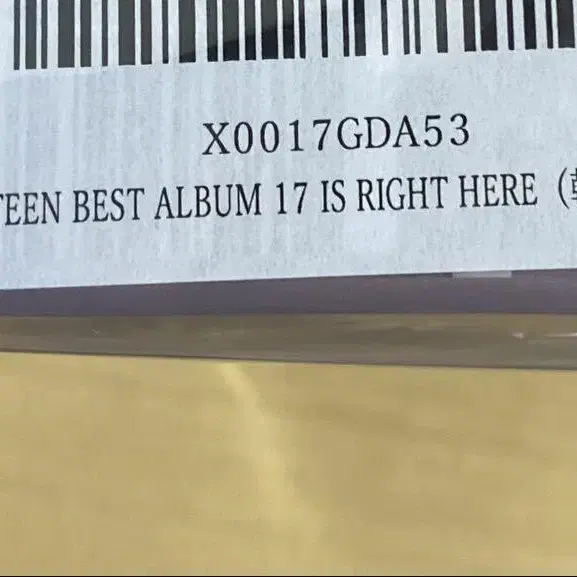 X0017GDA53
TEEN BEST ALBUM 17 IS RIGHT HERE (